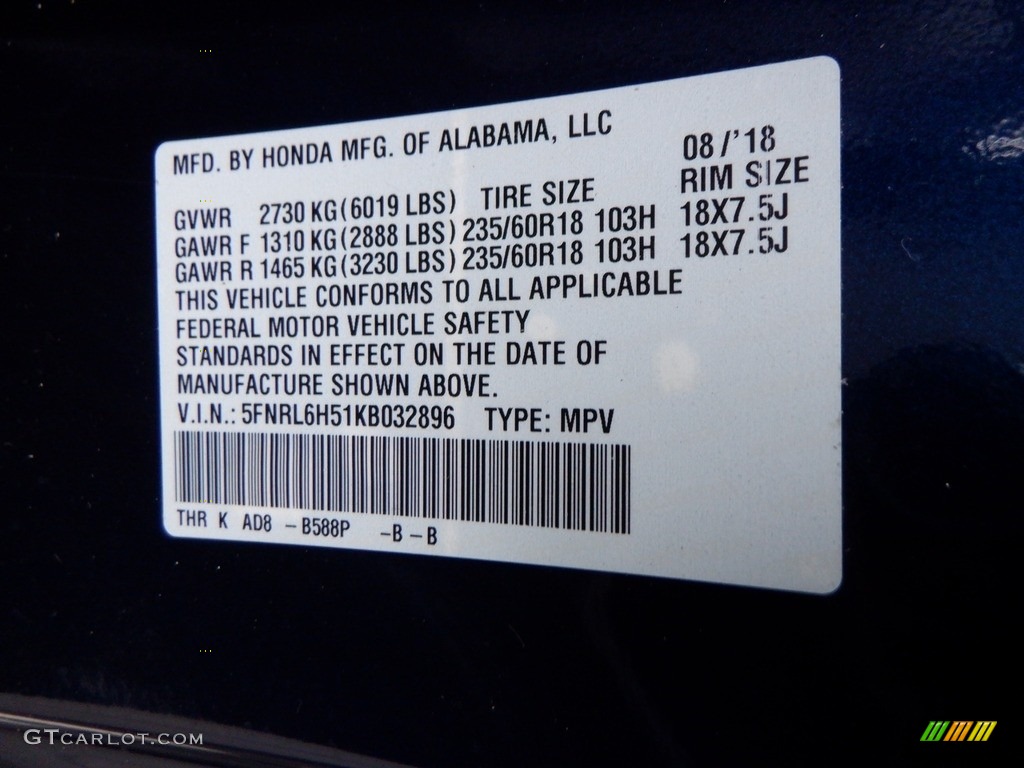 MFD. BY HONDA MFG. OF ALABAMA, LLC 08/'18
GVWR 2730 KG(6019 LBS) TIRE SIZE RIM SIZE
GAWR F 1310 KG(2888 LBS) 235/60R18 103H 18X7.5J
GAWR R 1465 KG(3230 LBS) 235/60R18 103H 18X7.5J
THIS VEHICLE CONFORMS TO ALL APPLICABLE
FEDERAL MOTOR VEHICLE SAFETY
STANDARDS IN EFFECT ON THE DATE OF
MANUFACTURE SHOWN ABOVE.
V.I.N.: 5FNRL6H51KB032896 TYPE: MPV
THR K AD8 -B588P -B-B
GTCARLOT.COM